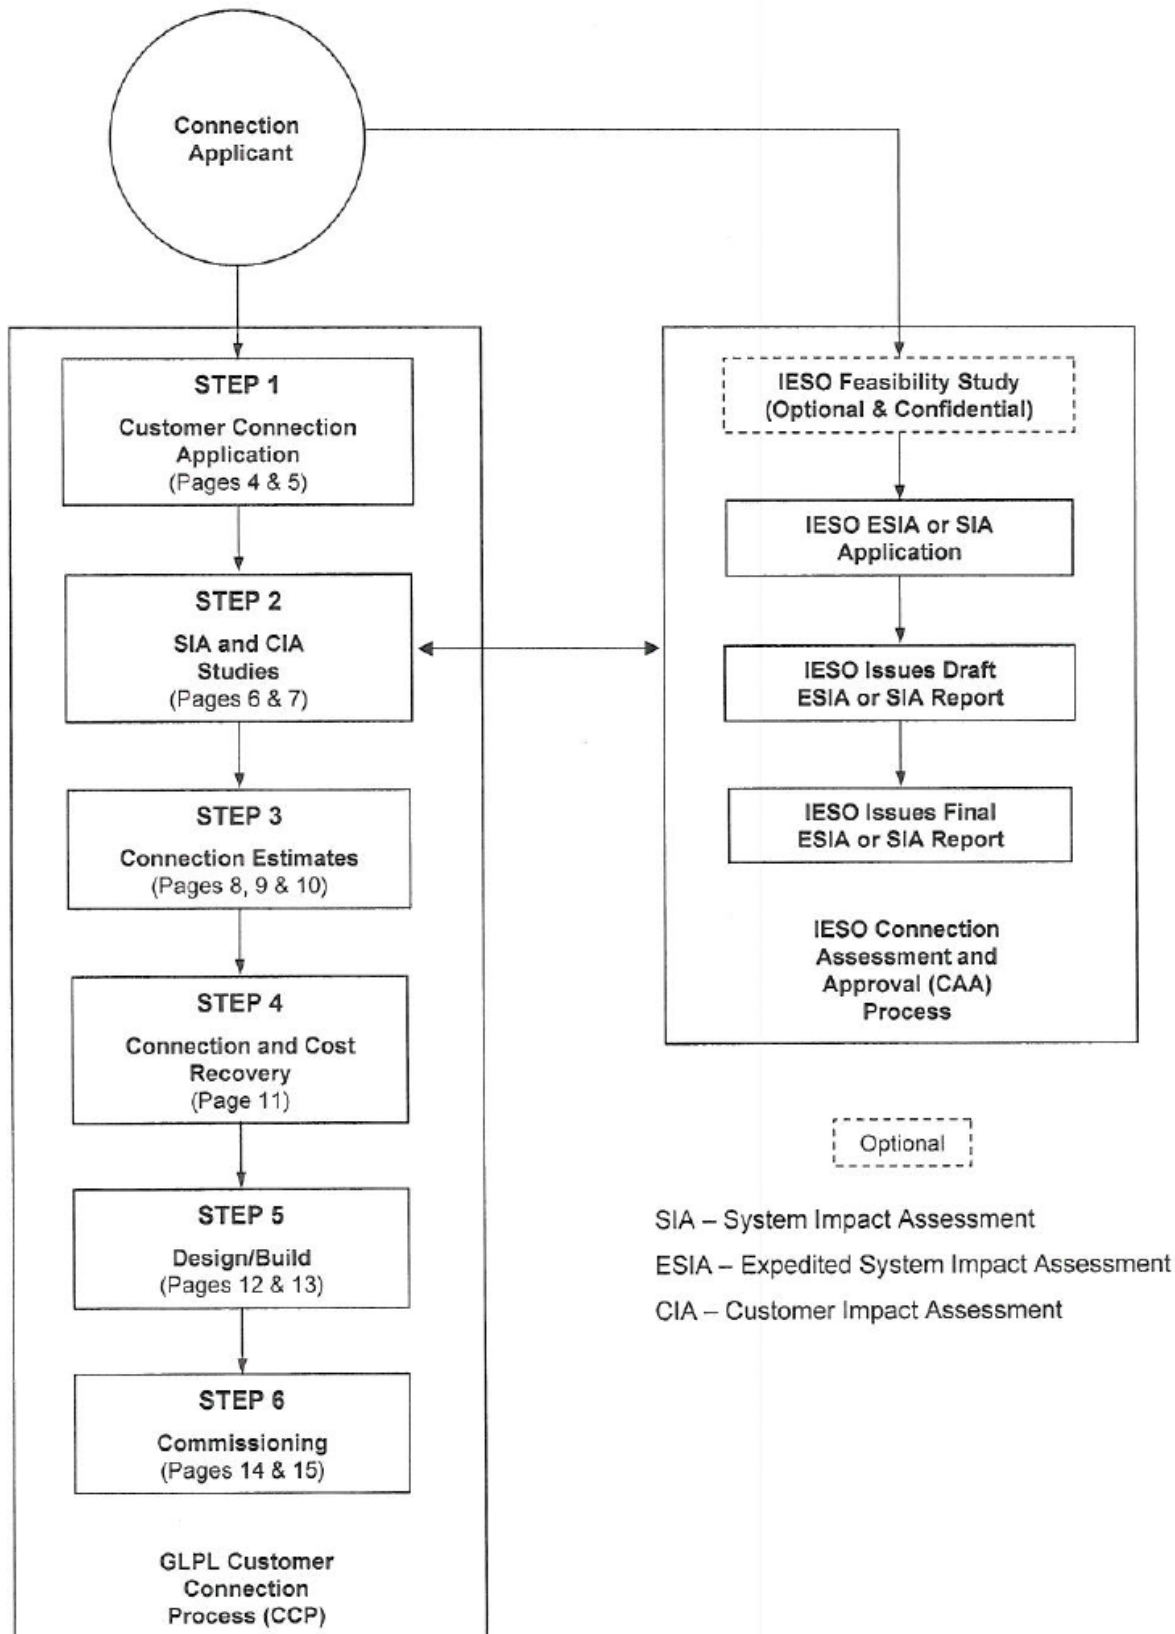 Connection
Applicant
STEP 1
Customer Connection
Application
(Pages 4 & 5)
STEP 2
SIA and CIA
Studies
(Pages 6 & 7)
STEP 3
Connection Estimates
(Pages 8, 9 & 10)
STEP 4
Connection and Cost
Recovery
(Page 11)
STEP 5
Design/Build
(Pages 12 & 13)
STEP 6
Commissioning
(Pages 14 & 15)
GLPL Customer
Connection
Process (CCP)
IESO Feasibility Study
(Optional & Confidential)
IESO ESIA or SIA
Application
IESO Issues Draft
ESIA or SIA Report
IESO Issues Final
ESIA or SIA Report
IESO Connection
Assessment and
Approval (CAA)
Process
Optional
SIA – System Impact Assessment
ESIA – Expedited System Impact Assessment
CIA – Customer Impact Assessment